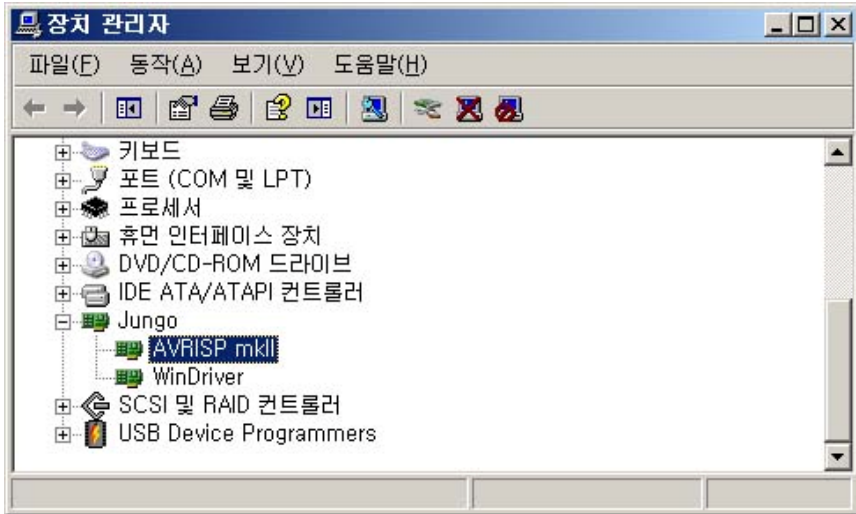 장치 관리자
파일(F) 동작(A) 보기(V) 도움말(H)
키보드
포트 (COM 및 LPT)
프로세서
휴먼 인터페이스 장치
DVD/CD-ROM 드라이브
IDE ATA/ATAPI 컨트롤러
Jungo
AVRISP mkII
WinDriver
SCSI 및 RAID 컨트롤러
USB Device Programmers